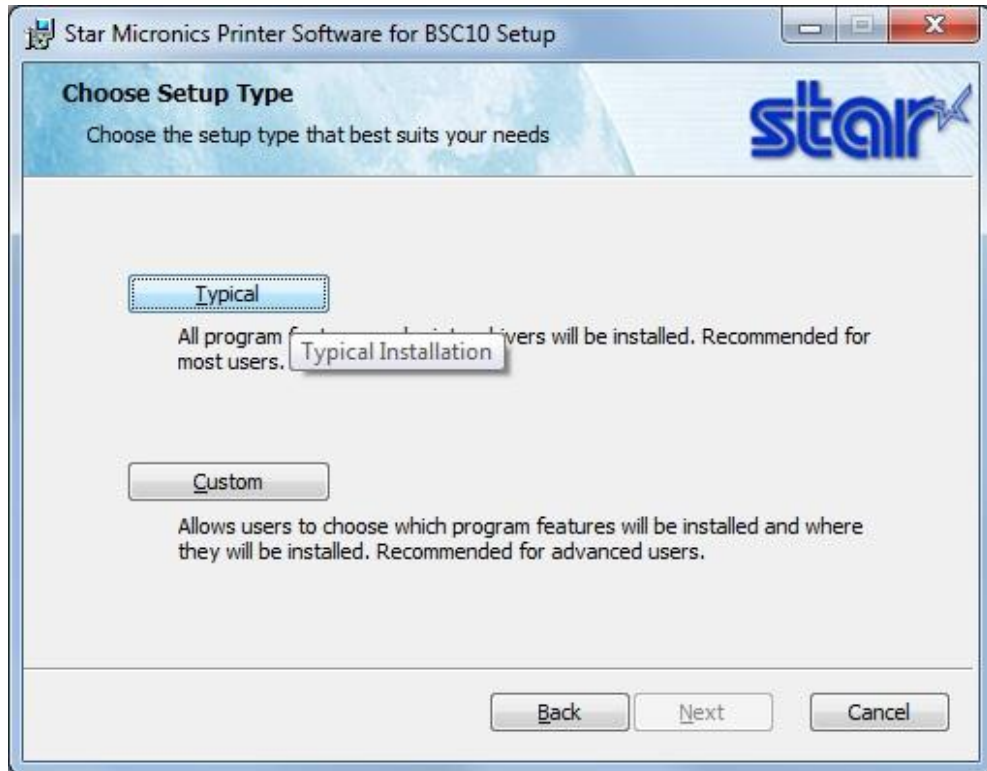 Star Micronics Printer Software for BSC10 Setup
Choose Setup Type
Choose the setup type that best suits your needs
star
Typical
All program f vers will be installed. Recommended for
most users.
Typical Installation
Custom
Allows users to choose which program features will be installed and where
they will be installed. Recommended for advanced users.
Back
Next
Cancel